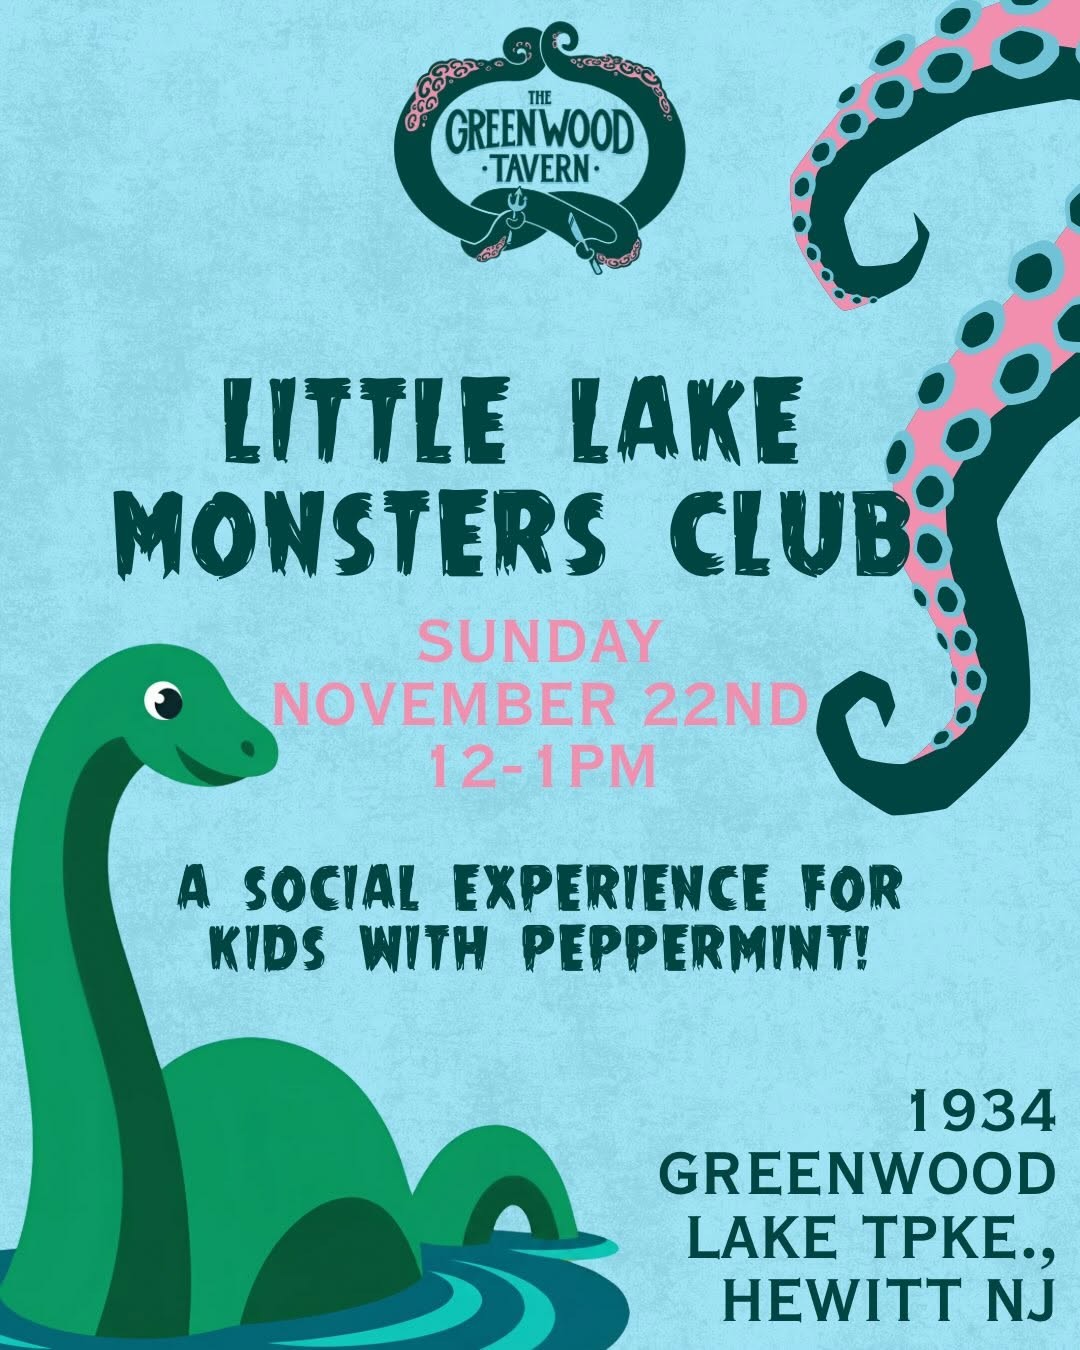 THE
GREENWOOD
·TAVERN·
LITTLE LAKE
MONSTERS CLUB
SUNDAY
NOVEMBER 22ND
12-1PM
A SOCIAL EXPERIENCE FOR
KIDS WITH PEPPERMINT!
1934
GREENWOOD
LAKE TPKE.,
HEWITT NJ